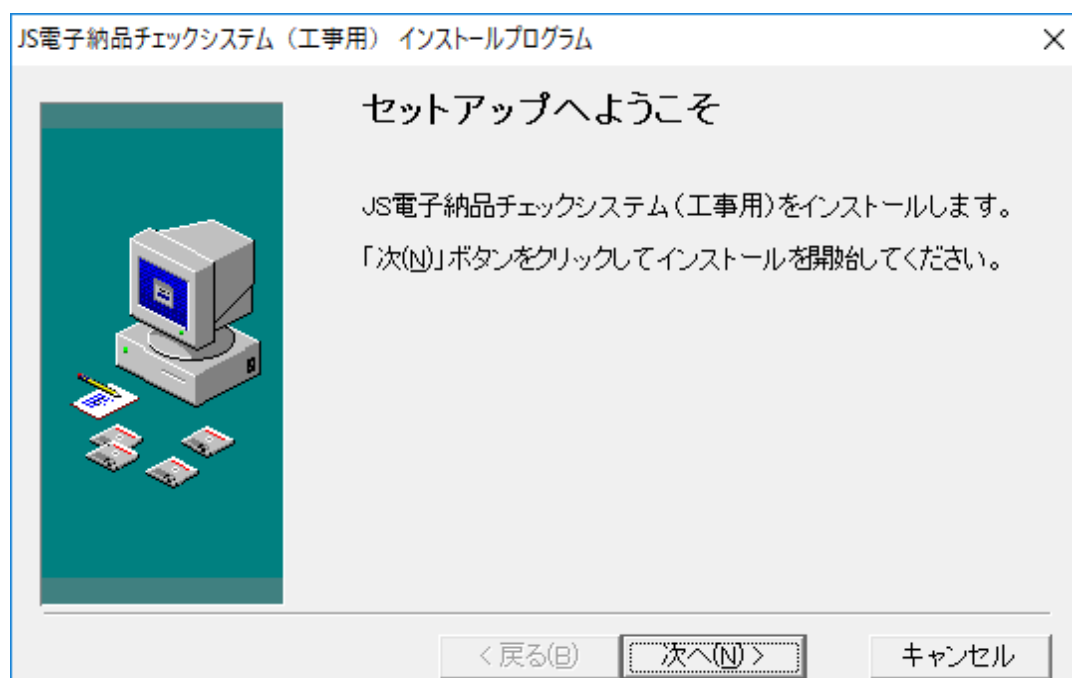 JS電子納品チェックシステム（工事用） インストールプログラム
セットアップへようこそ
JS電子納品チェックシステム(工事用)をインストールします。
「次(N)」ボタンをクリックしてインストールを開始してください。
< 戻る(B)
次へ(N) >
キャンセル